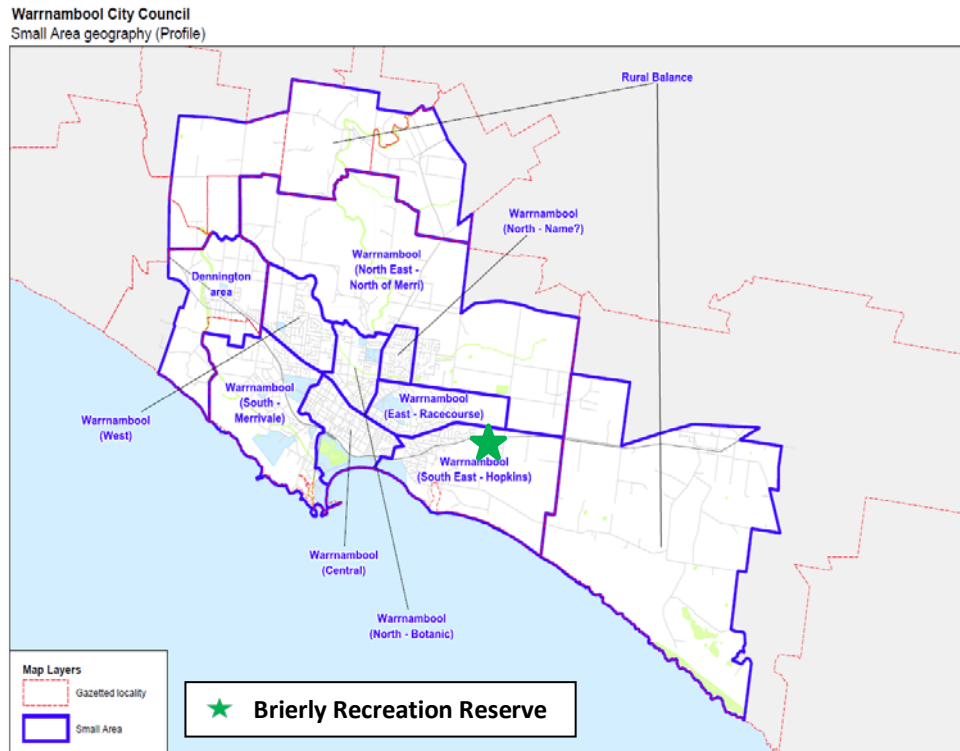 Warrnambool City Council
Small Area geography (Profile)
Rural Balance
Warrnambool
(North - Name?)
Warrnambool
(North East -
North of Merri)
Dennington
area
Warrnambool
(East - Racecourse)
Warrnambool
(South -
Merrivale)
Warrnambool
(West)
Warrnambool
(South East - Hopkins)
Warrnambool
(Central)
Warrnambool
(North - Botanic)
Map Layers
Gazetted locality
Small Area
Brierly Recreation Reserve